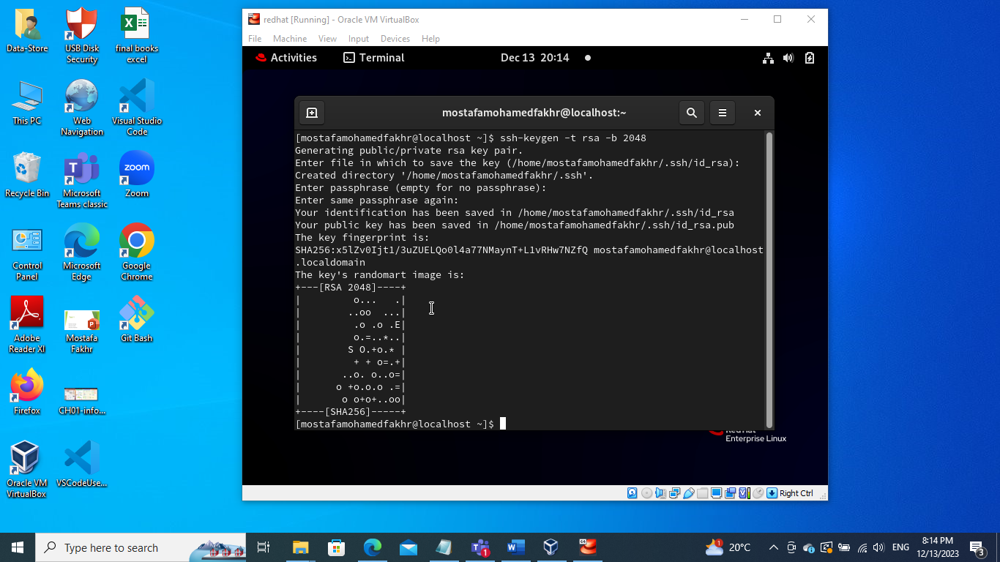 redhat [Running] - Oracle VM VirtualBox
File Machine View Input Devices Help
Activities Terminal Dec 13 20:14
mostafamohamedfakhr@localhost:~
[mostafamohamedfakhr@localhost ~]$ ssh-keygen -t rsa -b 2048
Generating public/private rsa key pair.
Enter file in which to save the key (/home/mostafamohamedfakhr/.ssh/id_rsa):
Created directory '/home/mostafamohamedfakhr/.ssh'.
Enter passphrase (empty for no passphrase):
Enter same passphrase again:
Your identification has been saved in /home/mostafamohamedfakhr/.ssh/id_rsa
Your public key has been saved in /home/mostafamohamedfakhr/.ssh/id_rsa.pub
The key fingerprint is:
SHA256:x5lZv0Ijt1/3uZUELQo0l4a77NMaynT+L1vRHw7NZfQ mostafamohamedfakhr@localhost
.localdomain
The key's randomart image is:
+---[RSA 2048]----+
|         o...   .|
|        ..oo  ...|
|         .o .o .E|
|         o.=..*..|
|        S O.+o.* |
|         + + o=.+|
|       ..o. o..o=|
|      o +o.o.o .=|
|       o o+o+..oo|
+----[SHA256]-----+
[mostafamohamedfakhr@localhost ~]$
Enterprise Linux
Right Ctrl
Data-Store
USB Disk
Security
final books
excel
This PC
Web
Navigation
Visual Studio
Code
Recycle Bin
Microsoft
Teams classic
Zoom
zoom
Control
Panel
Microsoft
Edge
Google
Chrome
Adobe
Reader XI
Mostafa
Fakhr
Git Bash
Firefox
CH01-info...
Oracle VM
VirtualBox
VSCodeUse...
Type here to search
1
1
20°C
ENG
8:14 PM
12/13/2023
3